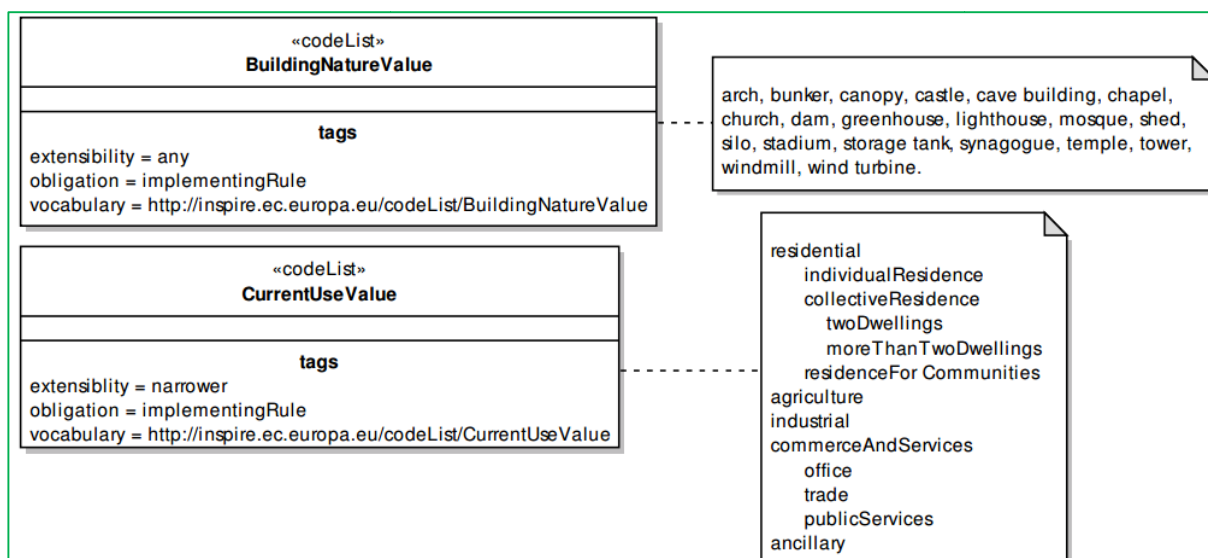 «codeList»
BuildingNatureValue
tags
extensibility = any
obligation = implementingRule
vocabulary = http://inspire.ec.europa.eu/codeList/BuildingNatureValue
arch, bunker, canopy, castle, cave building, chapel,
church, dam, greenhouse, lighthouse, mosque, shed,
silo, stadium, storage tank, synagogue, temple, tower,
windmill, wind turbine.
«codeList»
CurrentUseValue
tags
extensiblity = narrower
obligation = implementingRule
vocabulary = http://inspire.ec.europa.eu/codeList/CurrentUseValue
residential
individualResidence
collectiveResidence
twoDwellings
moreThanTwoDwellings
residenceFor Communities
agriculture
industrial
commerceAndServices
office
trade
publicServices
ancillary